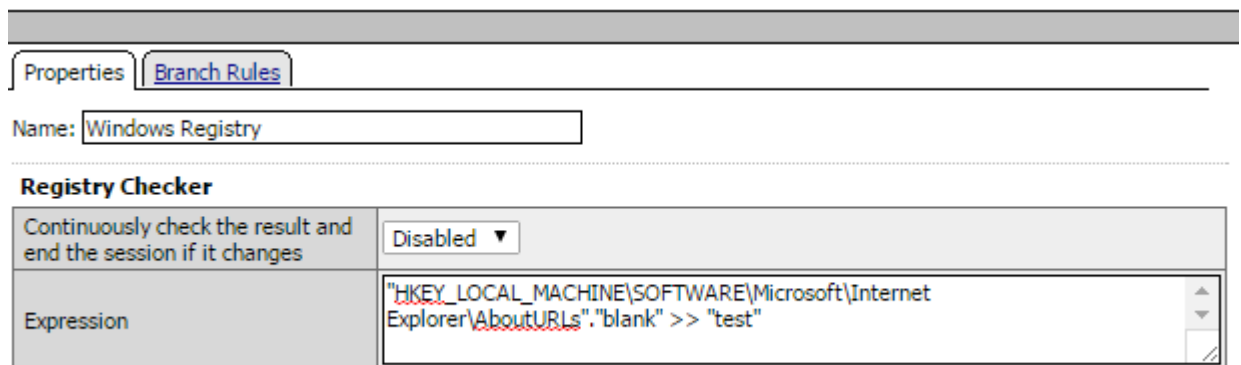 Properties Branch Rules
Name: Windows Registry
Registry Checker
Continuously check the result and
end the session if it changes
Disabled
Expression
"HKEY_LOCAL_MACHINE\SOFTWARE\Microsoft\Internet
Explorer\AboutURLs"."blank" >> "test"